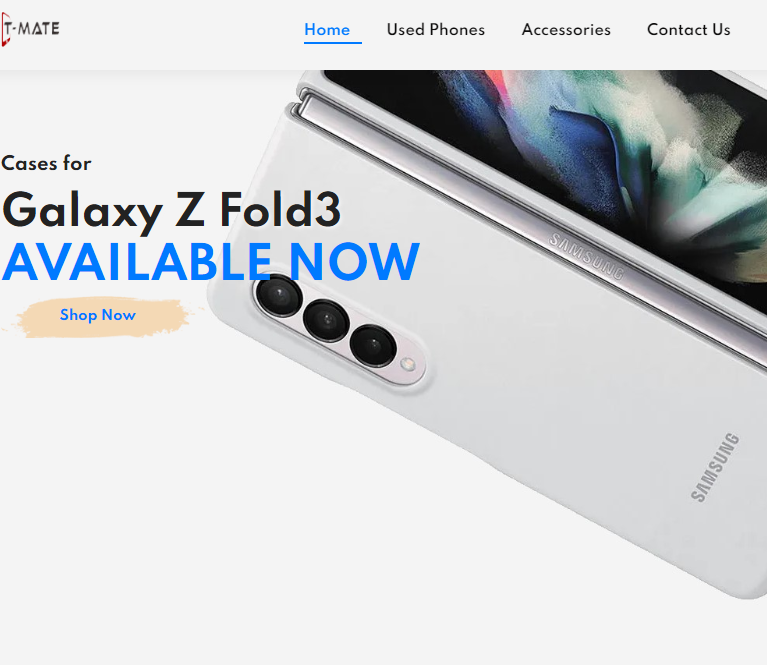 T-MATE
Home Used Phones Accessories Contact Us
Cases for
Galaxy Z Fold3
AVAILABLE NOW
Shop Now
SAMSUNG
SAMSUNG